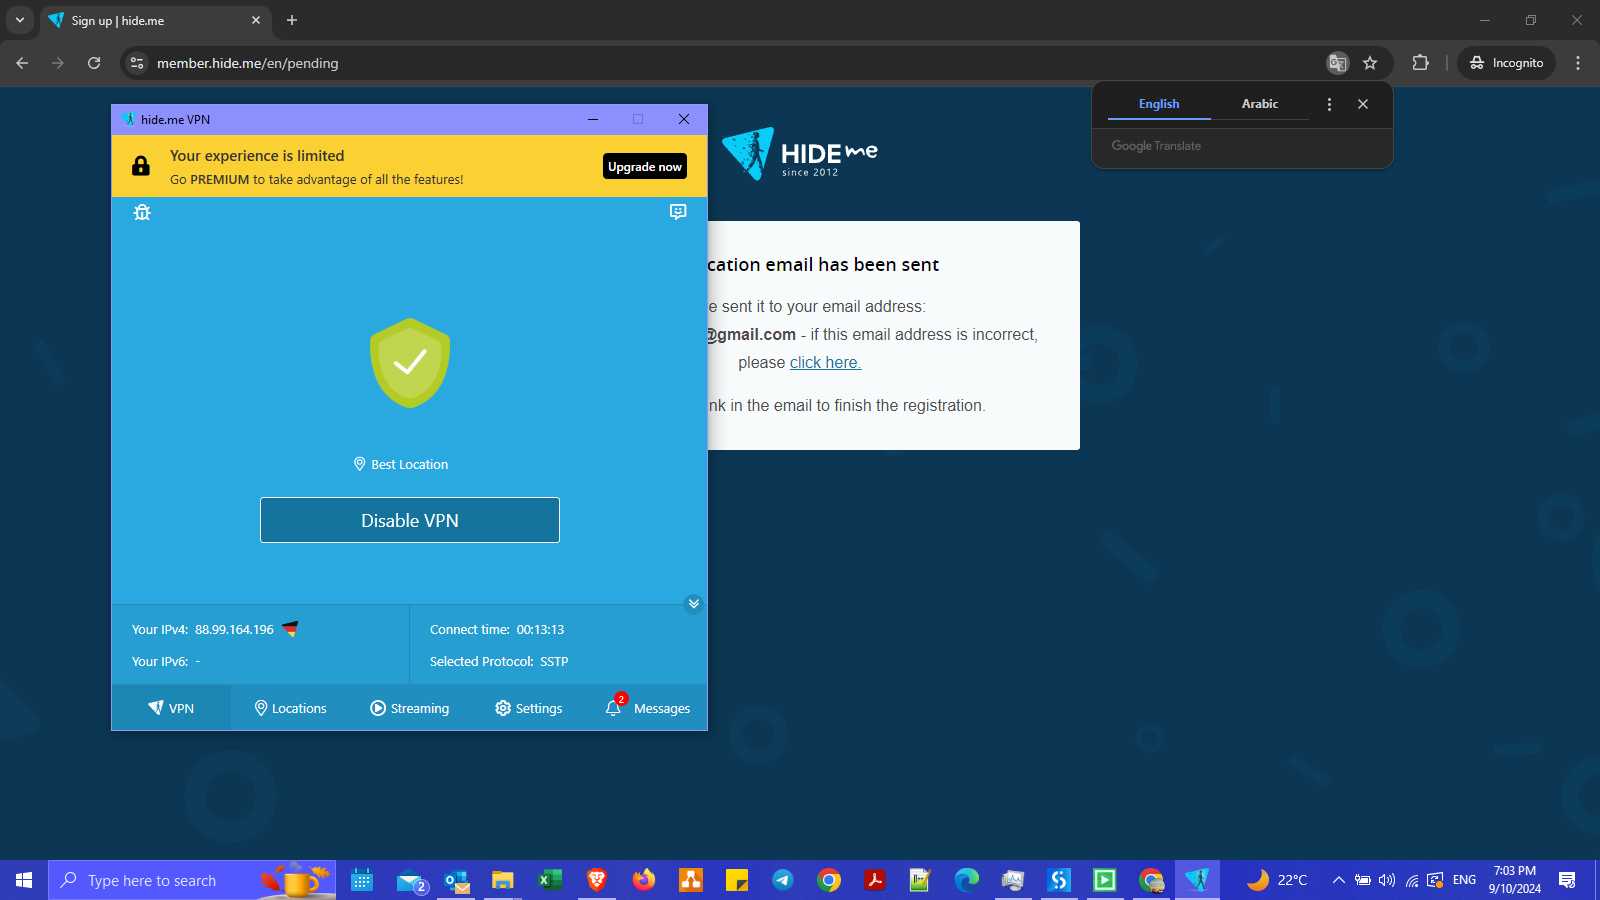 Sign up | hide.me
member.hide.me/en/pending
Incognito
English
Arabic
Google Translate
hide.me VPN
Your experience is limited
Go PREMIUM to take advantage of all the features!
Upgrade now
HIDE me
since 2012
cation email has been sent
e sent it to your email address:
@gmail.com - if this email address is incorrect,
please click here.
nk in the email to finish the registration.
Best Location
Disable VPN
Your IPv4: 88.99.164.196
Connect time: 00:13:13
Your IPv6: -
Selected Protocol: SSTP
VPN
Locations
Streaming
Settings
2
Messages
Type here to search
2
22°C
ENG
7:03 PM
9/10/2024